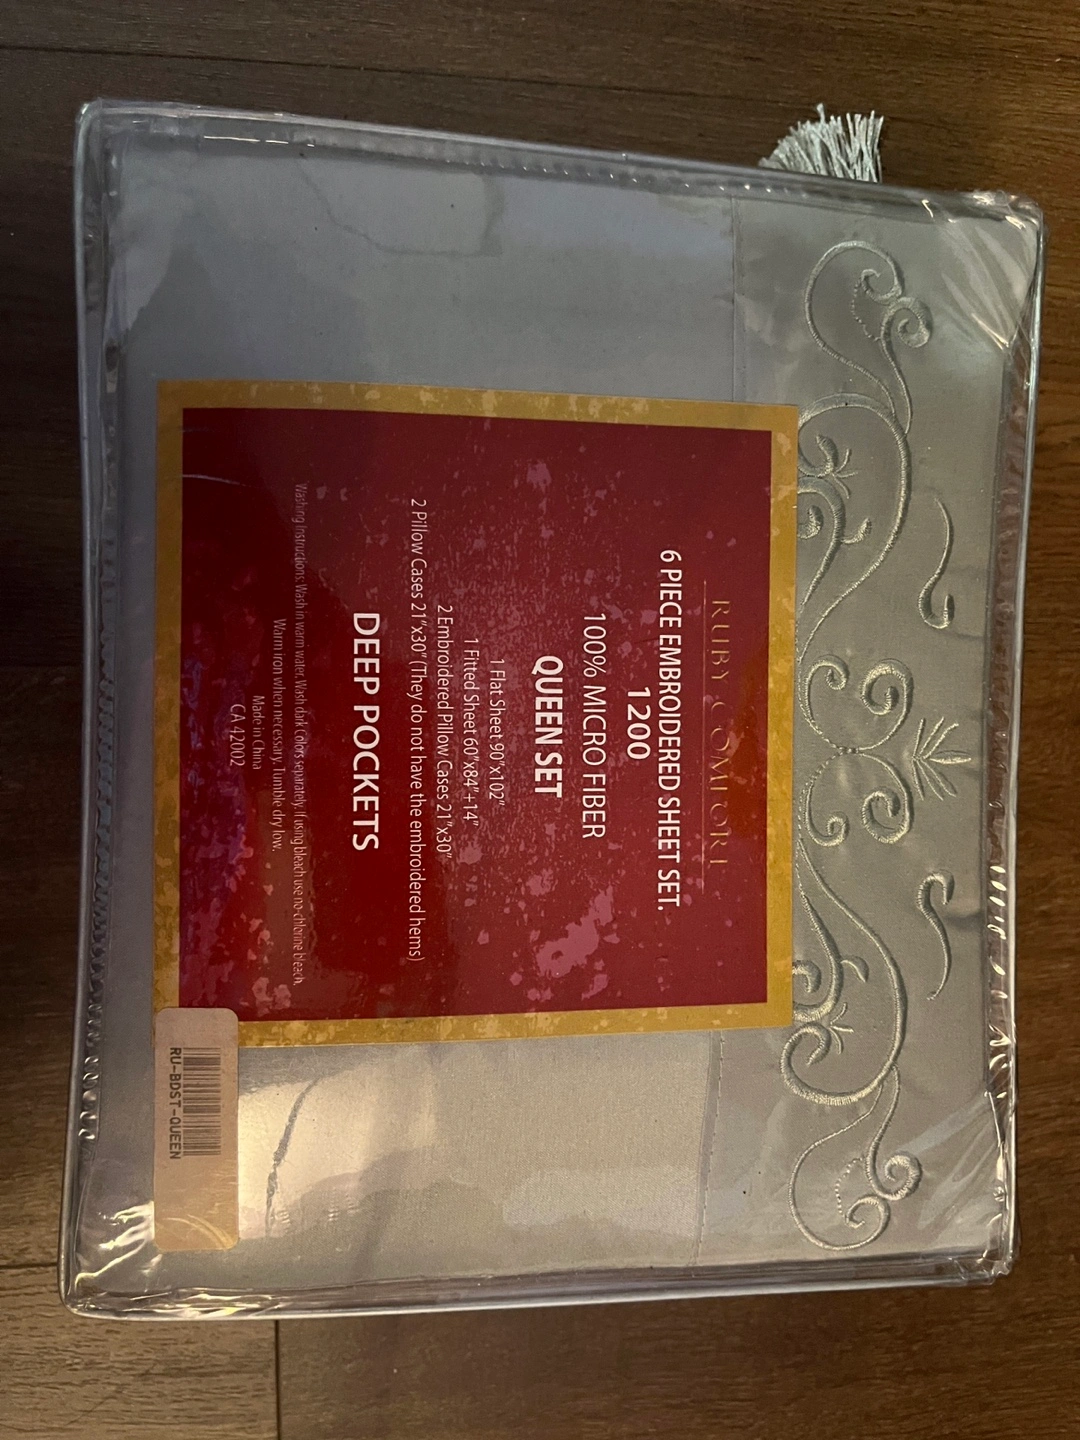 RUBY COMFORT
6 PIECE EMBROIDERED SHEET SET.
1200
100% MICRO FIBER
QUEEN SET
1 Flat Sheet 90"x102"
1 Fitted Sheet 60"x84"+14"
2 Embroidered Pillow Cases 21"x30"
2 Pillow Cases 21"x30" (They do not have the embroidered hems)
DEEP POCKETS
Washing Instructions: Wash in warm water. Wash dark Colors separately. If using bleach use no-chlorine bleach.
Warm iron when necessary. Tumble dry low.
Made in China
CA 42002
RU-BDST-QUEEN